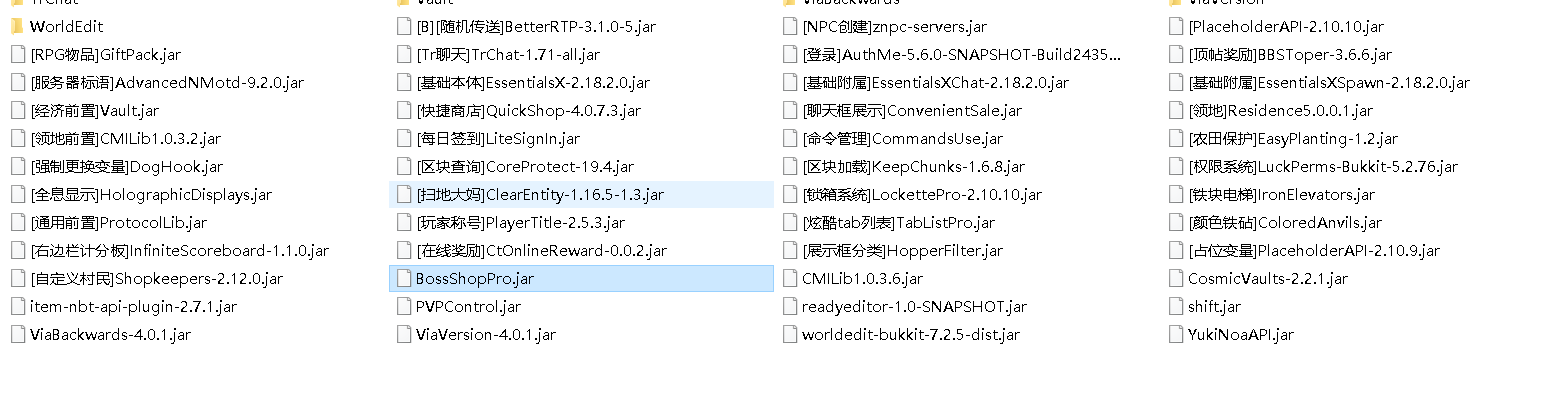 TrChat Vault ViaBackwards ViaVersion
WorldEdit [B][随机传送]BetterRTP-3.1.0-5.jar [NPC创建]znpc-servers.jar [PlaceholderAPI-2.10.10.jar
[RPG物品]GiftPack.jar [Tr聊天]TrChat-1.71-all.jar [登录]AuthMe-5.6.0-SNAPSHOT-Build2435... [顶帖奖励]BBSToper-3.6.6.jar
[服务器标语]AdvancedNMotd-9.2.0.jar [基础本体]EssentialsX-2.18.2.0.jar [基础附属]EssentialsXChat-2.18.2.0.jar [基础附属]EssentialsXSpawn-2.18.2.0.jar
[经济前置]Vault.jar [快捷商店]QuickShop-4.0.7.3.jar [聊天框展示]ConvenientSale.jar [领地]Residence5.0.0.1.jar
[领地前置]CMILib1.0.3.2.jar [每日签到]LiteSignIn.jar [命令管理]CommandsUse.jar [农田保护]EasyPlanting-1.2.jar
[强制更换变量]DogHook.jar [区块查询]CoreProtect-19.4.jar [区块加载]KeepChunks-1.6.8.jar [权限系统]LuckPerms-Bukkit-5.2.76.jar
[全息显示]HolographicDisplays.jar [扫地大妈]ClearEntity-1.16.5-1.3.jar [锁箱系统]LockettePro-2.10.10.jar [铁块电梯]IronElevators.jar
[通用前置]ProtocolLib.jar [玩家称号]PlayerTitle-2.5.3.jar [炫酷tab列表]TabListPro.jar [颜色铁砧]ColoredAnvils.jar
[右边栏计分板]InfiniteScoreboard-1.1.0.jar [在线奖励]CtOnlineReward-0.0.2.jar [展示框分类]HopperFilter.jar [占位变量]PlaceholderAPI-2.10.9.jar
[自定义村民]Shopkeepers-2.12.0.jar BossShopPro.jar CMILib1.0.3.6.jar CosmicVaults-2.2.1.jar
item-nbt-api-plugin-2.7.1.jar PVPControl.jar readyeditor-1.0-SNAPSHOT.jar shift.jar
ViaBackwards-4.0.1.jar ViaVersion-4.0.1.jar worldedit-bukkit-7.2.5-dist.jar YukiNoaAPI.jar